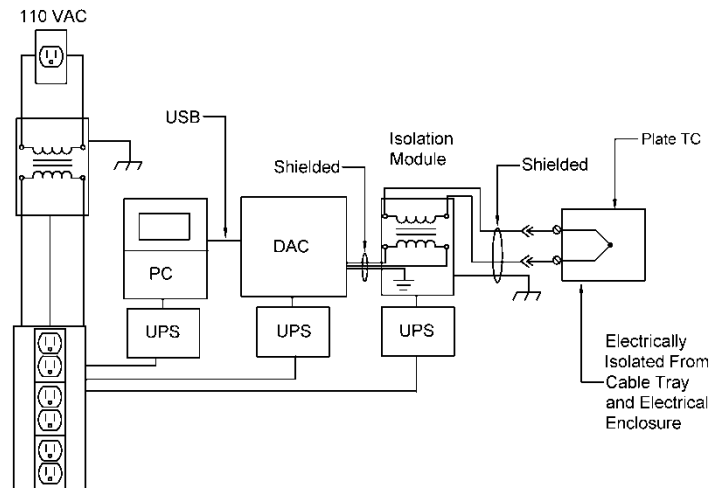 110 VAC
USB
Isolation
Module
Shielded
Shielded
Plate TC
PC
DAC
UPS
UPS
UPS
Electrically
Isolated From
Cable Tray
and Electrical
Enclosure